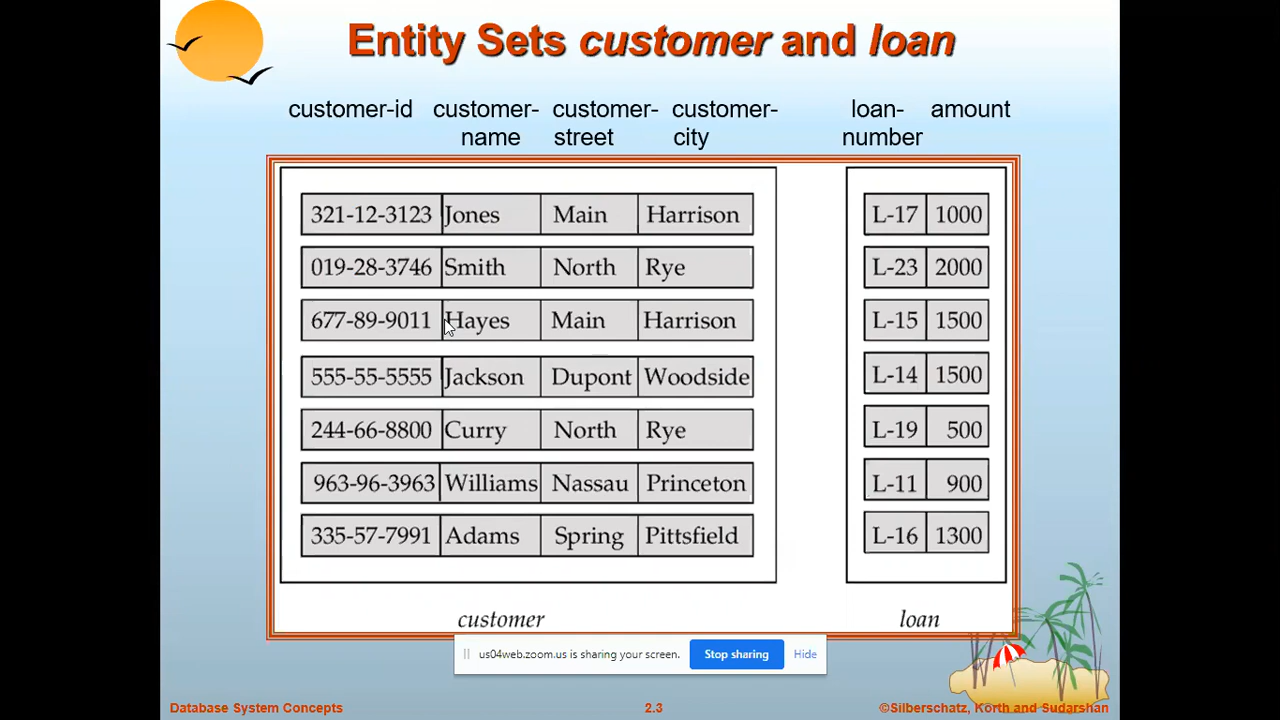 Entity Sets customer and loan
customer-id customer-name customer-street customer-city loan-number amount
321-12-3123 Jones Main Harrison L-17 1000
019-28-3746 Smith North Rye L-23 2000
677-89-9011 Hayes Main Harrison L-15 1500
555-55-5555 Jackson Dupont Woodside L-14 1500
244-66-8800 Curry North Rye L-19 500
963-96-3963 Williams Nassau Princeton L-11 900
335-57-7991 Adams Spring Pittsfield L-16 1300
customer loan
us04web.zoom.us is sharing your screen. Stop sharing Hide
Database System Concepts 2.3 ©Silberschatz, Korth and Sudarshan